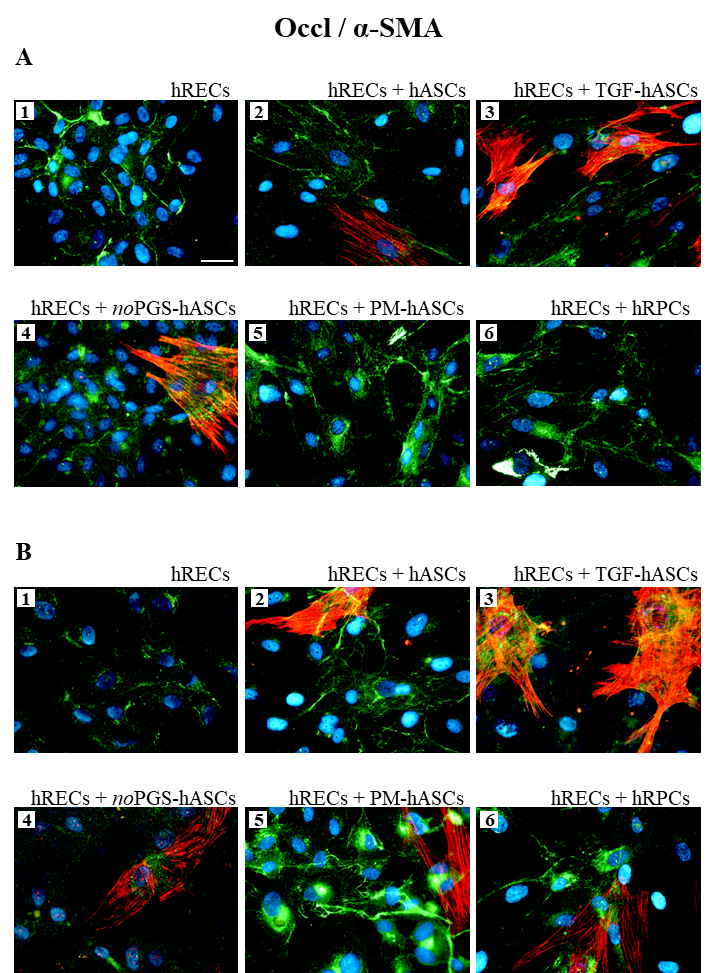 Occl / α-SMA
A
hRECs
hRECs + hASCs
hRECs + TGF-hASCs
1
2
3
hRECs + noPGS-hASCs
hRECs + PM-hASCs
hRECs + hRPCs
4
5
6
B
hRECs
hRECs + hASCs
hRECs + TGF-hASCs
1
2
3
hRECs + noPGS-hASCs
hRECs + PM-hASCs
hRECs + hRPCs
4
5
6